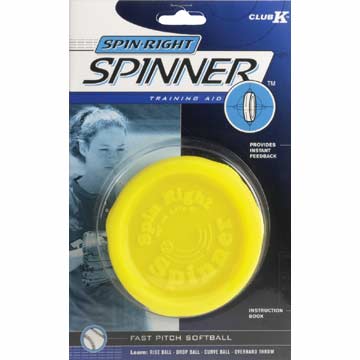 CLUB K
SPIN-RIGHT
SPINNER
TRAINING AID
TM
PROVIDES
INSTANT
FEEDBACK
Spin Right
Spinner
INSTRUCTION
BOOK
FAST PITCH SOFTBALL
Learn: RISE BALL · DROP BALL · CURVE BALL · OVERHAND THROW